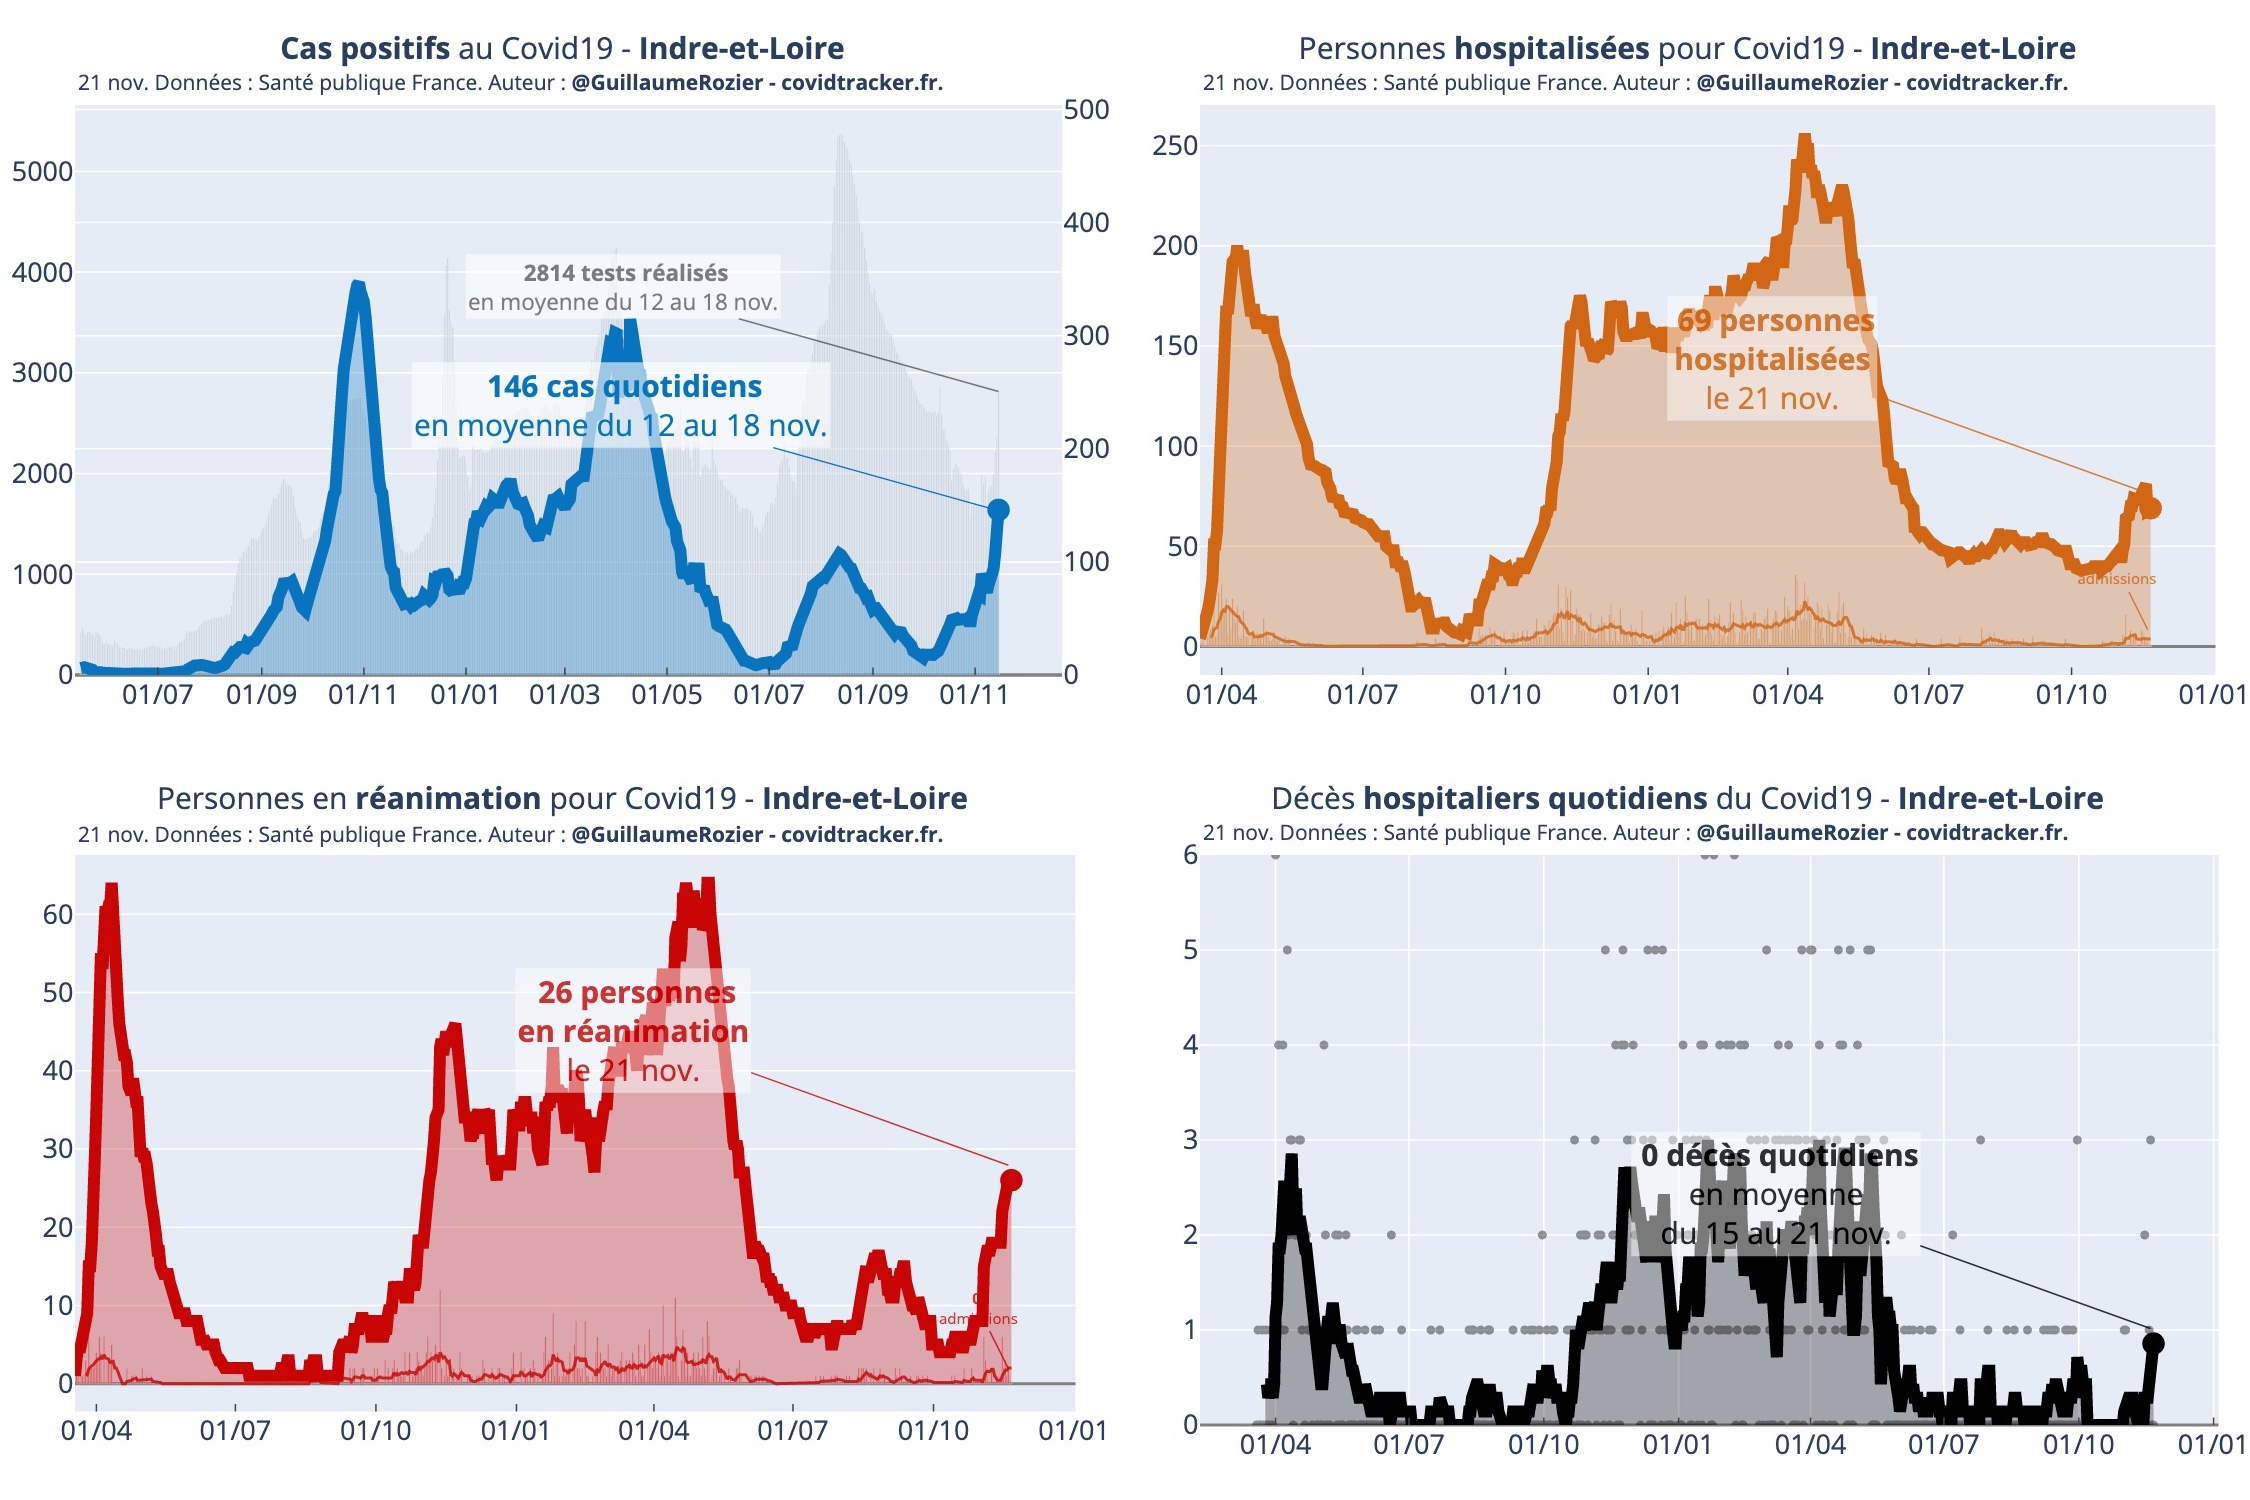 Cas positifs au Covid19 - Indre-et-Loire
21 nov. Données : Santé publique France. Auteur : @GuillaumeRozier - covidtracker.fr.
5000
4000
3000
2000
1000
0
500
400
300
200
100
0
2814 tests réalisés
en moyenne du 12 au 18 nov.
146 cas quotidiens
en moyenne du 12 au 18 nov.
01/07 01/09 01/11 01/01 01/03 01/05 01/07 01/09 01/11
Personnes hospitalisées pour Covid19 - Indre-et-Loire
21 nov. Données : Santé publique France. Auteur : @GuillaumeRozier - covidtracker.fr.
250
200
150
100
50
0
69 personnes
hospitalisées
le 21 nov.
admissions
01/04 01/07 01/10 01/01 01/04 01/07 01/10 01/01
Personnes en réanimation pour Covid19 - Indre-et-Loire
21 nov. Données : Santé publique France. Auteur : @GuillaumeRozier - covidtracker.fr.
60
50
40
30
20
10
0
26 personnes
en réanimation
le 21 nov.
admissions
01/04 01/07 01/10 01/01 01/04 01/07 01/10 01/01
Décès hospitaliers quotidiens du Covid19 - Indre-et-Loire
21 nov. Données : Santé publique France. Auteur : @GuillaumeRozier - covidtracker.fr.
6
5
4
3
2
1
0
0 décès quotidiens
en moyenne
du 15 au 21 nov.
01/04 01/07 01/10 01/01 01/04 01/07 01/10 01/01